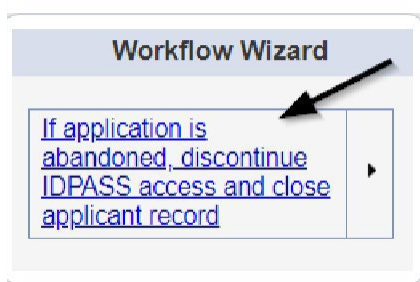 Workflow Wizard
If application is
abandoned, discontinue
IDPASS access and close
applicant record